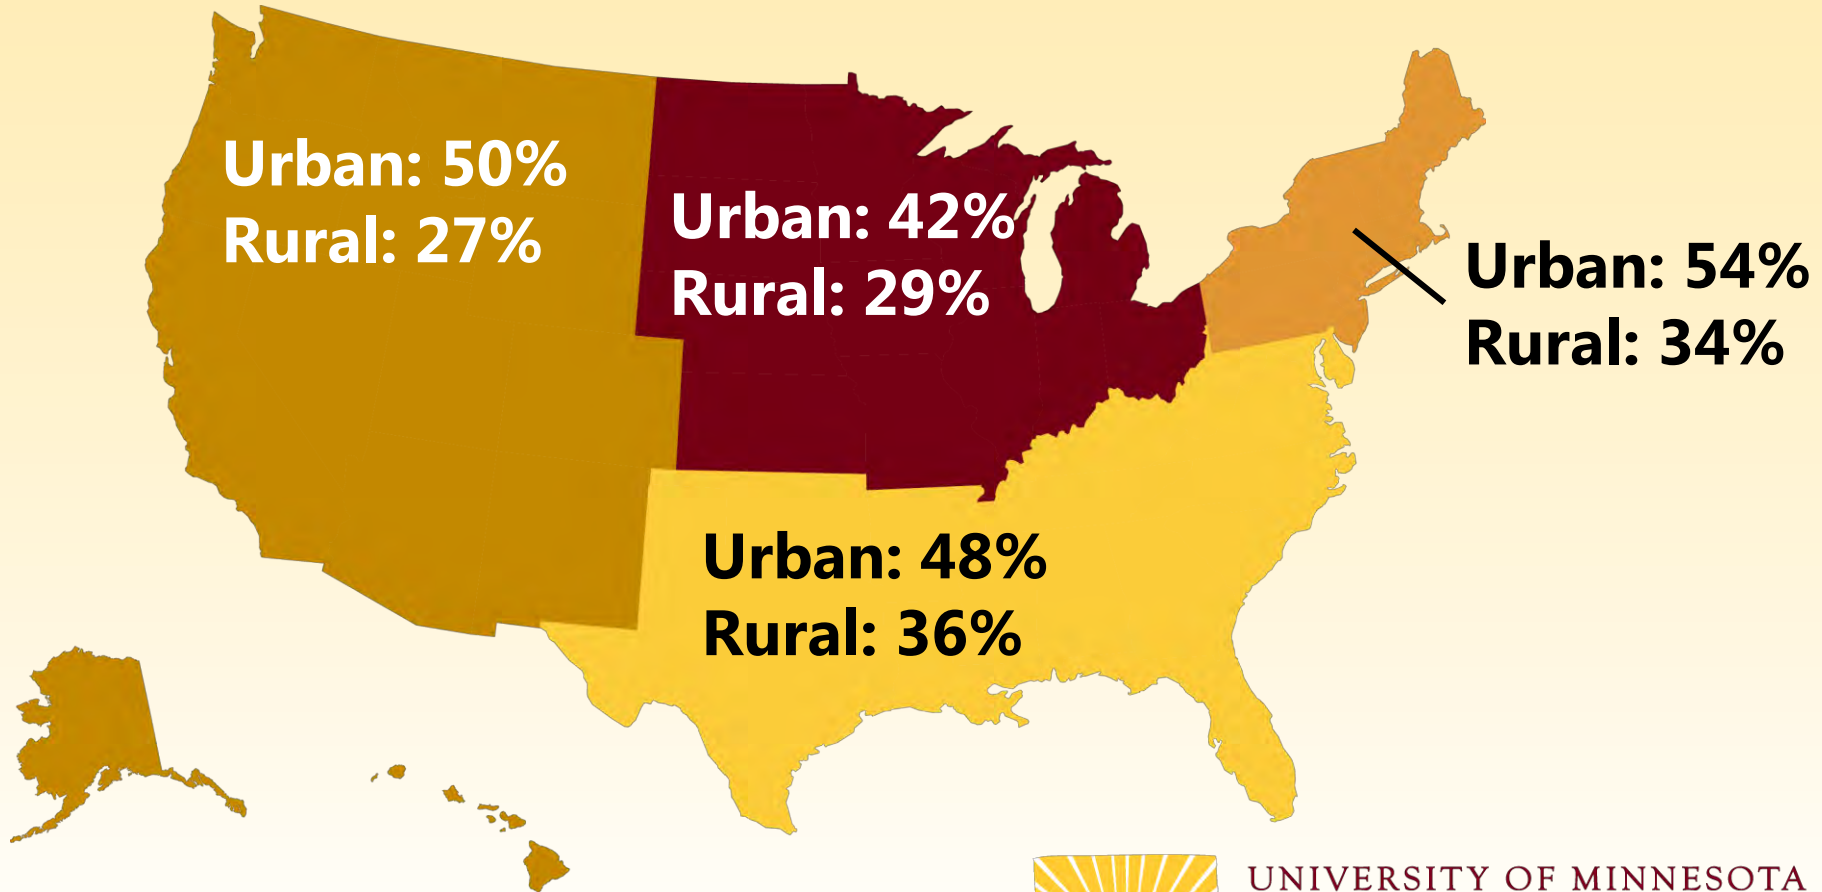 Urban: 50%
Rural: 27%
Urban: 42%
Rural: 29%
Urban: 54%
Rural: 34%
Urban: 48%
Rural: 36%
UNIVERSITY OF MINNESOTA